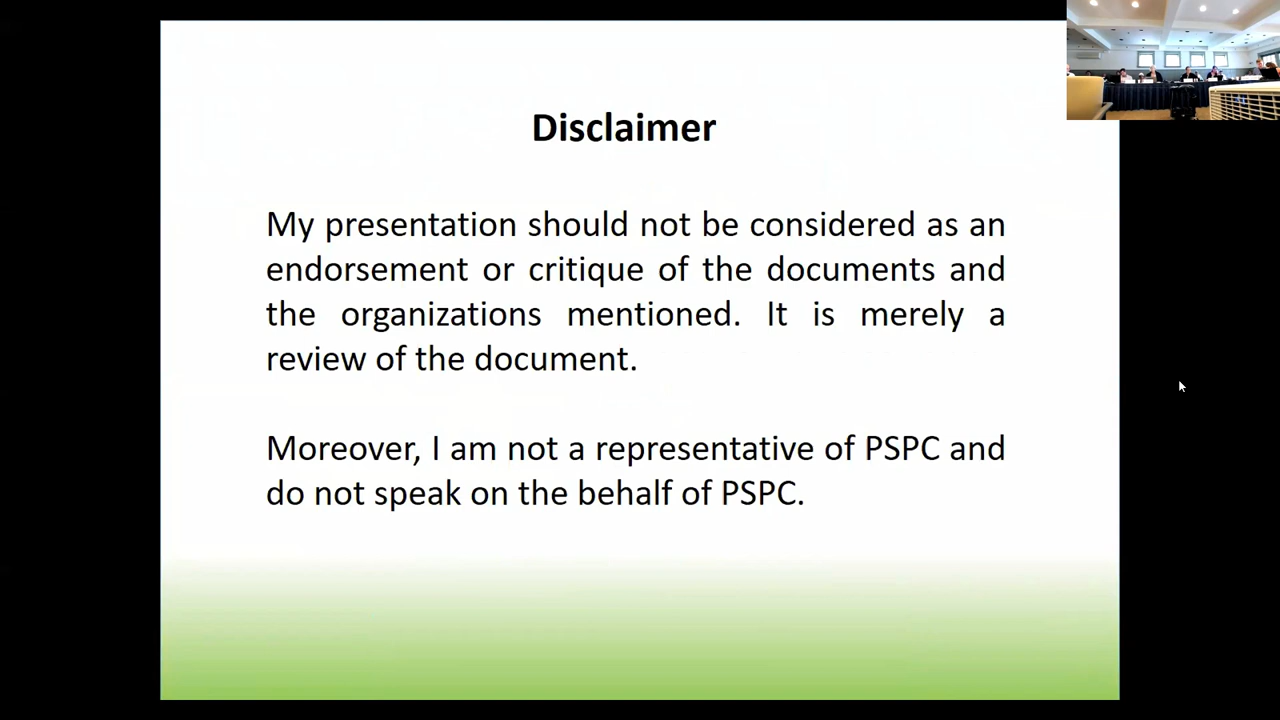 Disclaimer
My presentation should not be considered as an
endorsement or critique of the documents and
the organizations mentioned. It is merely a
review of the document.
Moreover, I am not a representative of PSPC and
do not speak on the behalf of PSPC.